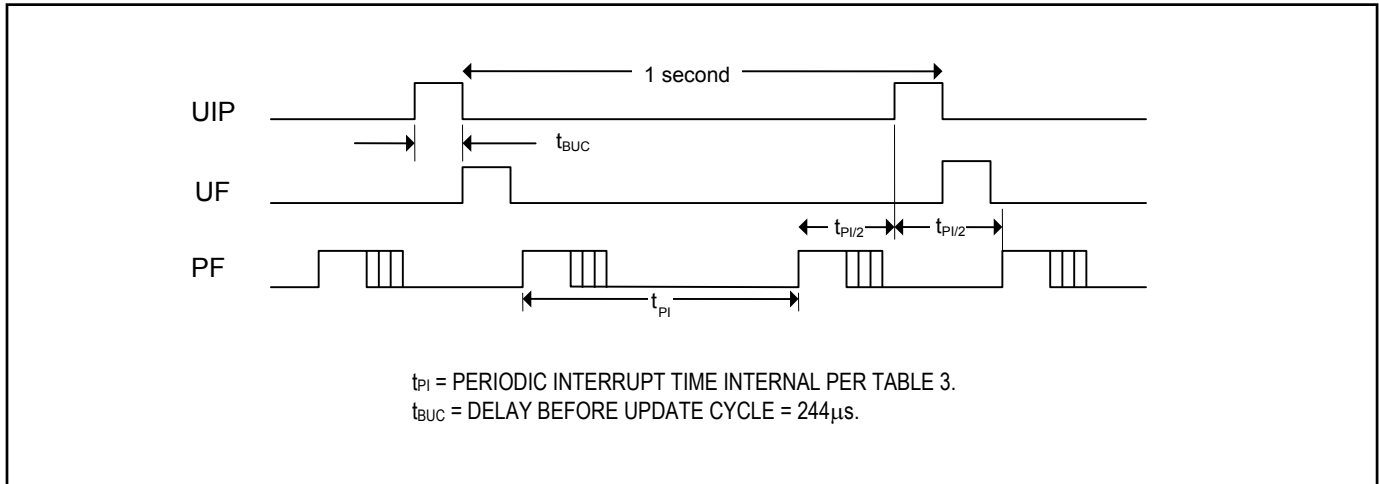 1 second
UIP
tBUC
UF
tPI/2 tPI/2
PF
tPI
tPI = PERIODIC INTERRUPT TIME INTERNAL PER TABLE 3.
tBUC = DELAY BEFORE UPDATE CYCLE = 244μs.